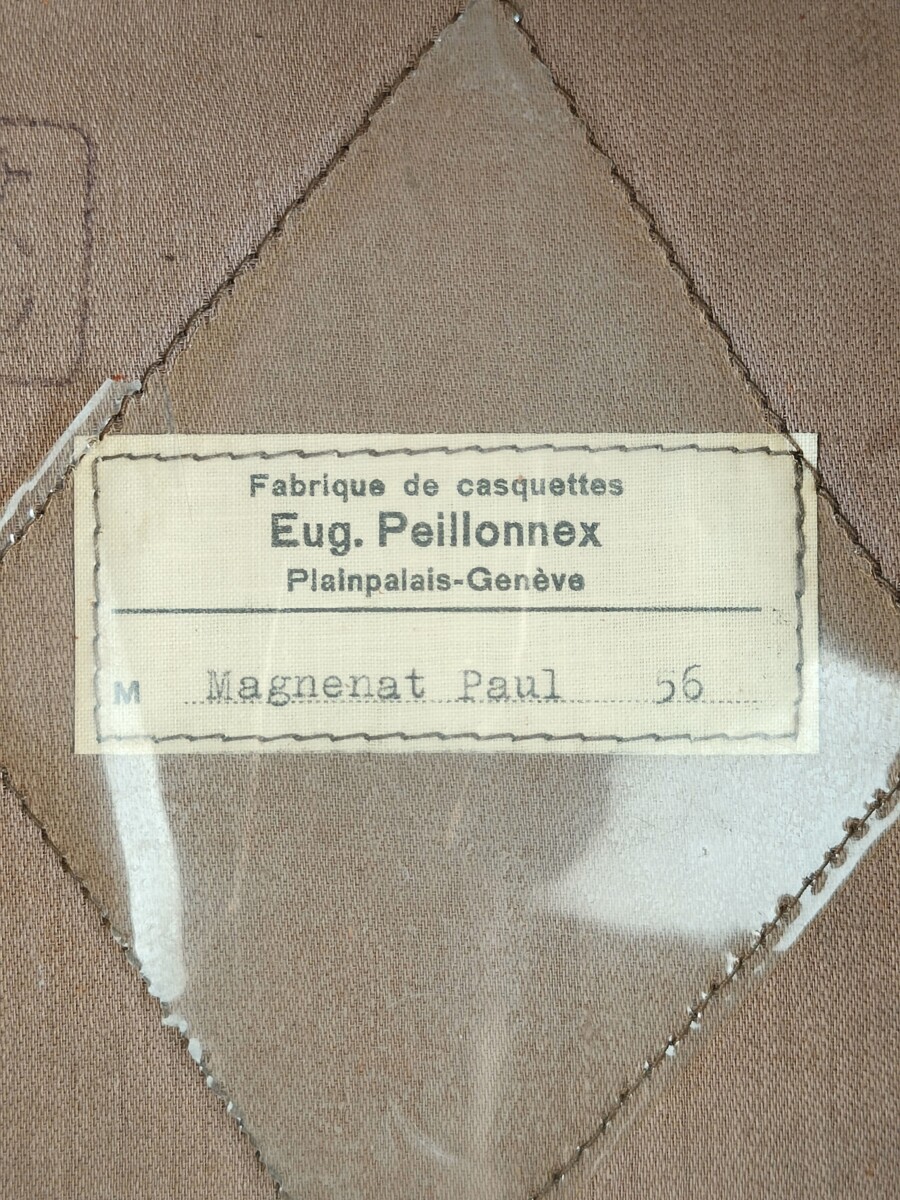 Fabrique de casquettes
Eug. Peillonnex
Plainpalais-Genève
M Magnenat Paul 56